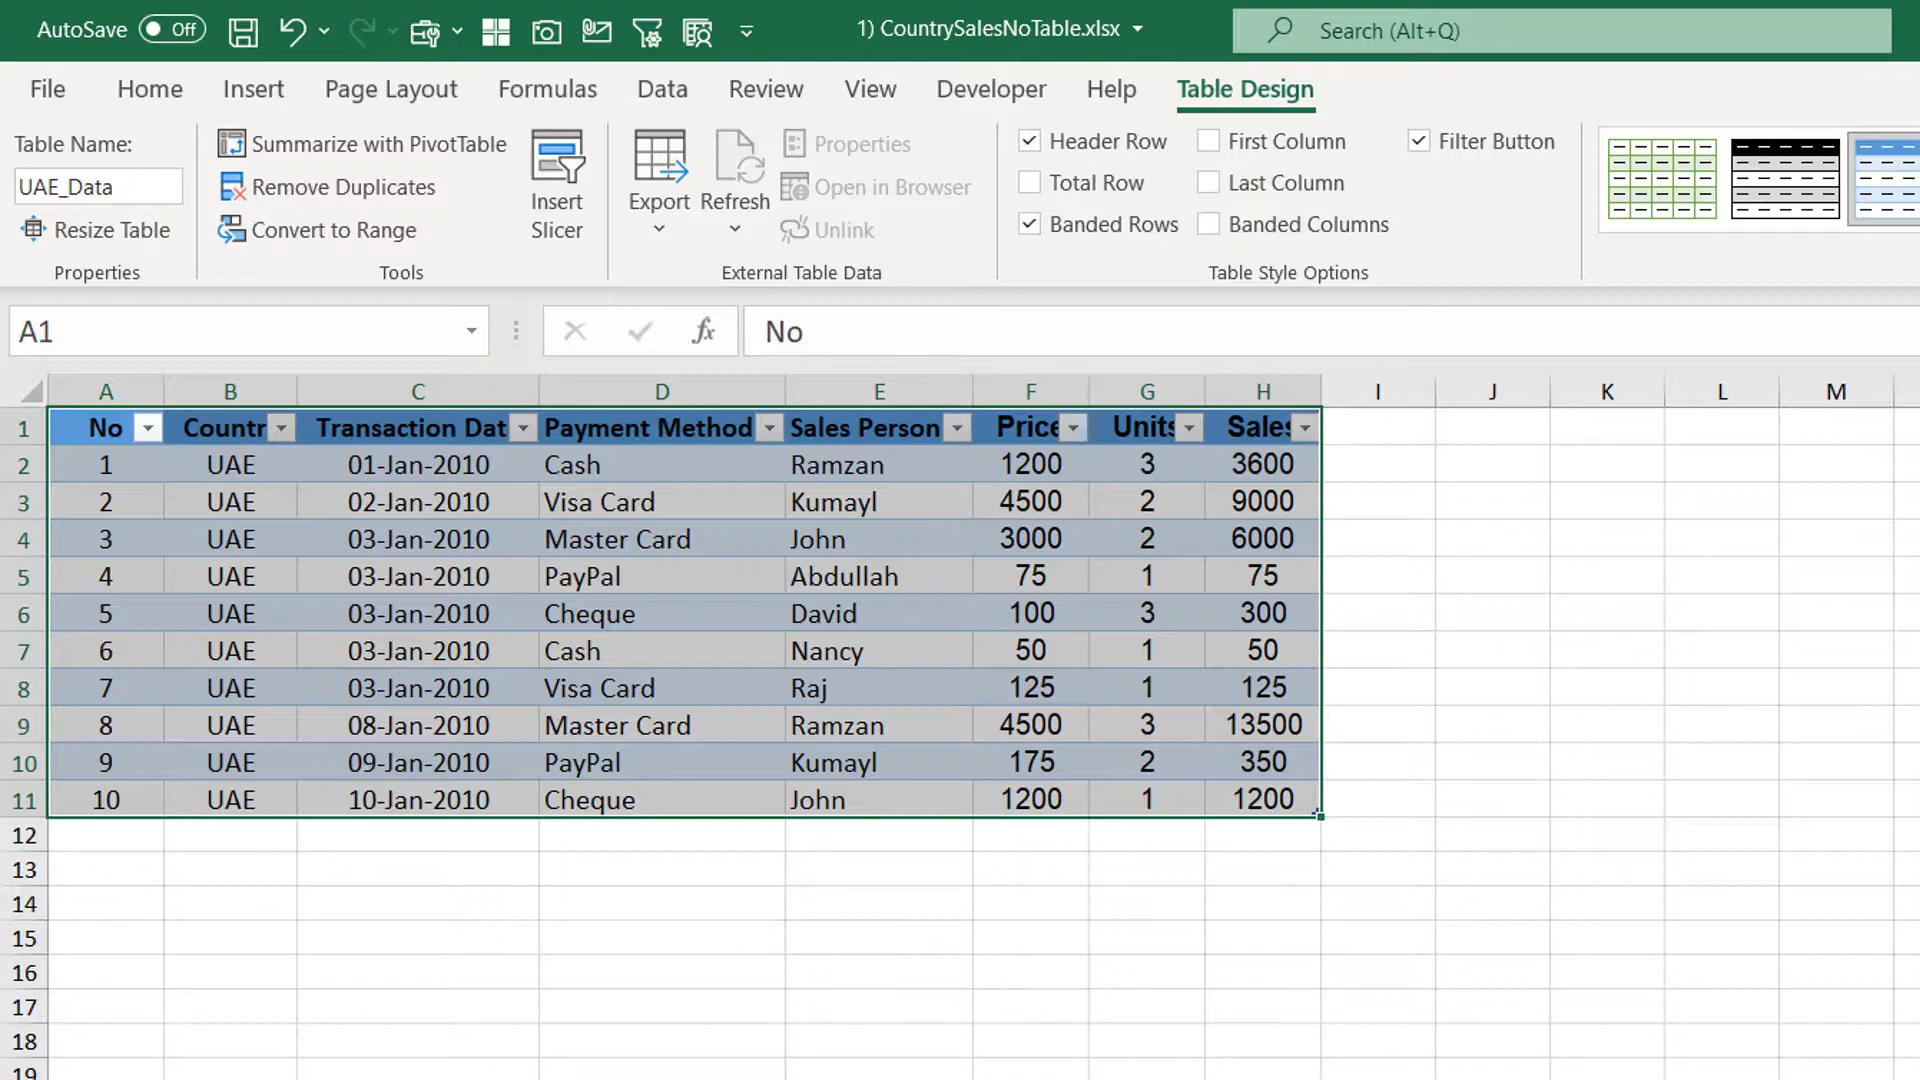 AutoSave Off 1) CountrySalesNoTable.xlsx Search (Alt+Q)
File Home Insert Page Layout Formulas Data Review View Developer Help Table Design
Table Name:
UAE_Data
Resize Table
Properties
Summarize with PivotTable
Remove Duplicates
Convert to Range
Insert
Slicer
Tools
Export
Refresh
Properties
Open in Browser
Unlink
External Table Data
Header Row
Total Row
Banded Rows
First Column
Last Column
Banded Columns
Filter Button
Table Style Options
A1 fx No
A B C D E F G H I J K L M
1 No Countr Transaction Dat Payment Method Sales Person Price Units Sales
2 1 UAE 01-Jan-2010 Cash Ramzan 1200 3 3600
3 2 UAE 02-Jan-2010 Visa Card Kumayl 4500 2 9000
4 3 UAE 03-Jan-2010 Master Card John 3000 2 6000
5 4 UAE 03-Jan-2010 PayPal Abdullah 75 1 75
6 5 UAE 03-Jan-2010 Cheque David 100 3 300
7 6 UAE 03-Jan-2010 Cash Nancy 50 1 50
8 7 UAE 03-Jan-2010 Visa Card Raj 125 1 125
9 8 UAE 08-Jan-2010 Master Card Ramzan 4500 3 13500
10 9 UAE 09-Jan-2010 PayPal Kumayl 175 2 350
11 10 UAE 10-Jan-2010 Cheque John 1200 1 1200
12
13
14
15
16
17
18
19